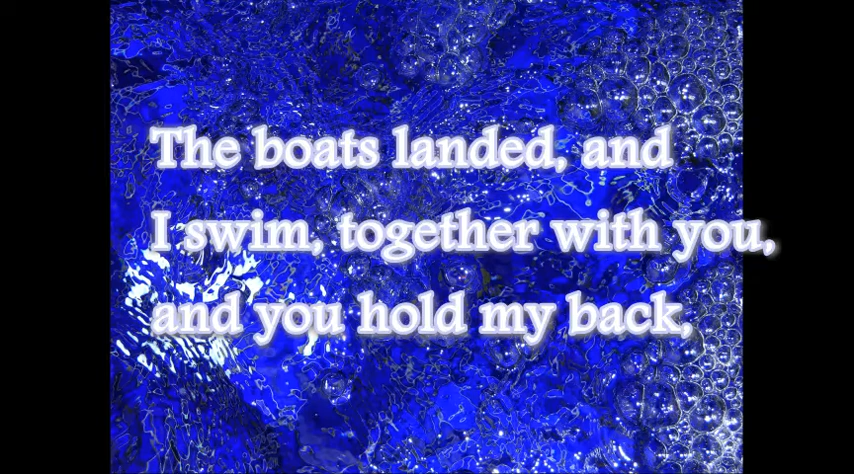 The boats landed, and
I swim, together with you,
and you hold my back,